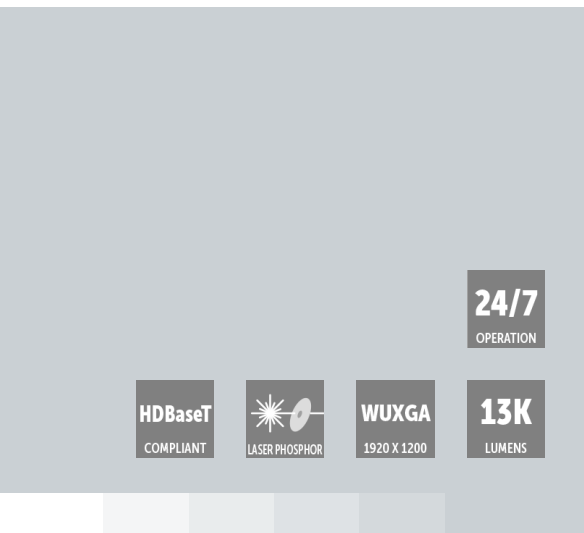 24/7
OPERATION
HDBaseT
COMPLIANT
LASER PHOSPHOR
WUXGA
1920 X 1200
13K
LUMENS